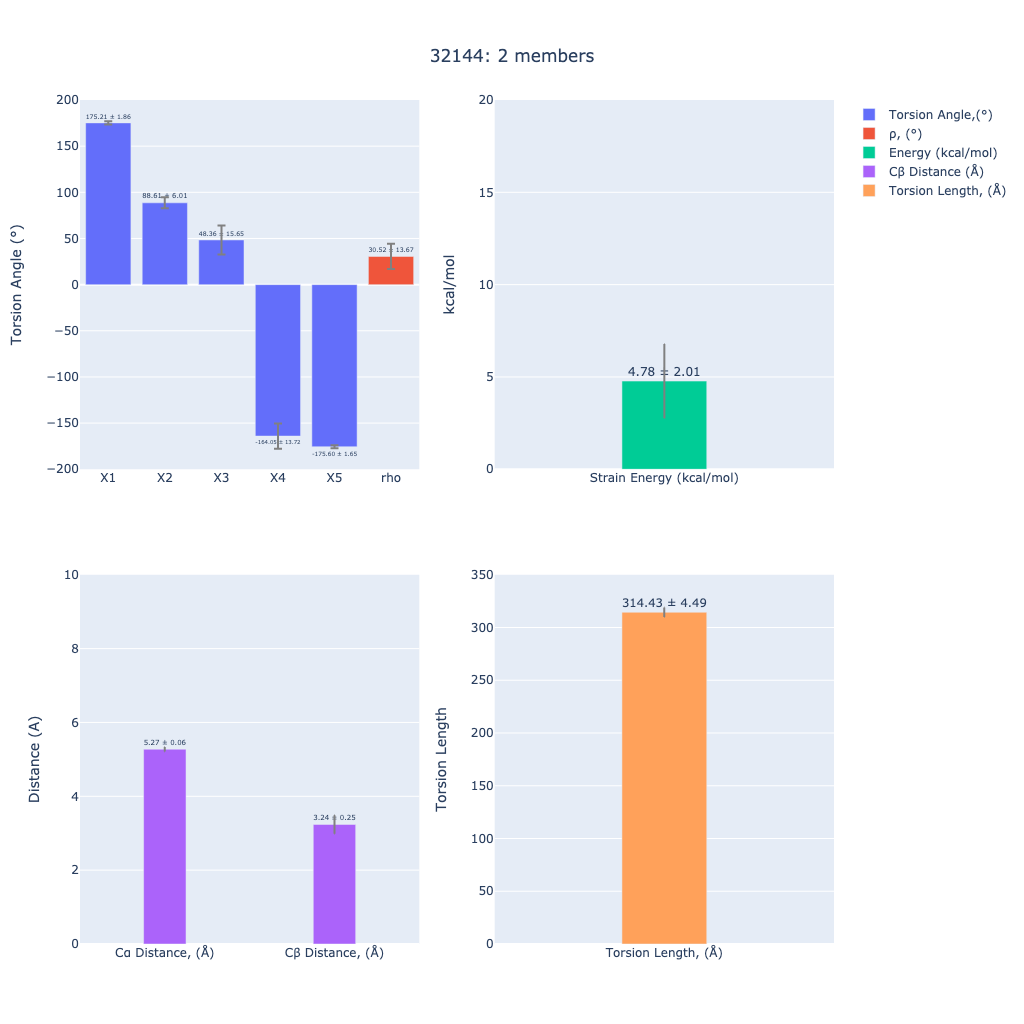 32144: 2 members
Torsion Angle (°)
200
150
100
50
0
−50
−100
−150
−200
175.21 ± 1.86
88.61 ± 6.01
48.36 ± 15.65
-164.05 ± 13.72
-175.60 ± 1.65
30.52 ± 13.67
X1 X2 X3 X4 X5 rho
kcal/mol
20
15
10
5
0
4.78 ± 2.01
Strain Energy (kcal/mol)
Torsion Angle,(°)
ρ, (°)
Energy (kcal/mol)
Cβ Distance (Å)
Torsion Length, (Å)
Distance (A)
10
8
6
4
2
0
5.27 ± 0.06
3.24 ± 0.25
Cα Distance, (Å) Cβ Distance, (Å)
Torsion Length
350
300
250
200
150
100
50
0
314.43 ± 4.49
Torsion Length, (Å)